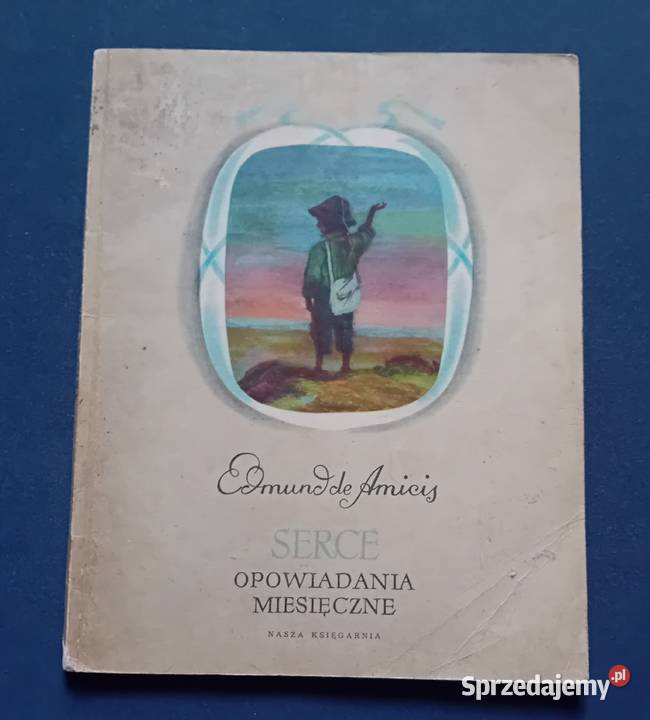 Edmund de Amicis
SERCE
OPOWIADANIA
MIESIĘCZNE
NASZA KSIĘGARNIA
Sprzedajemy.pl